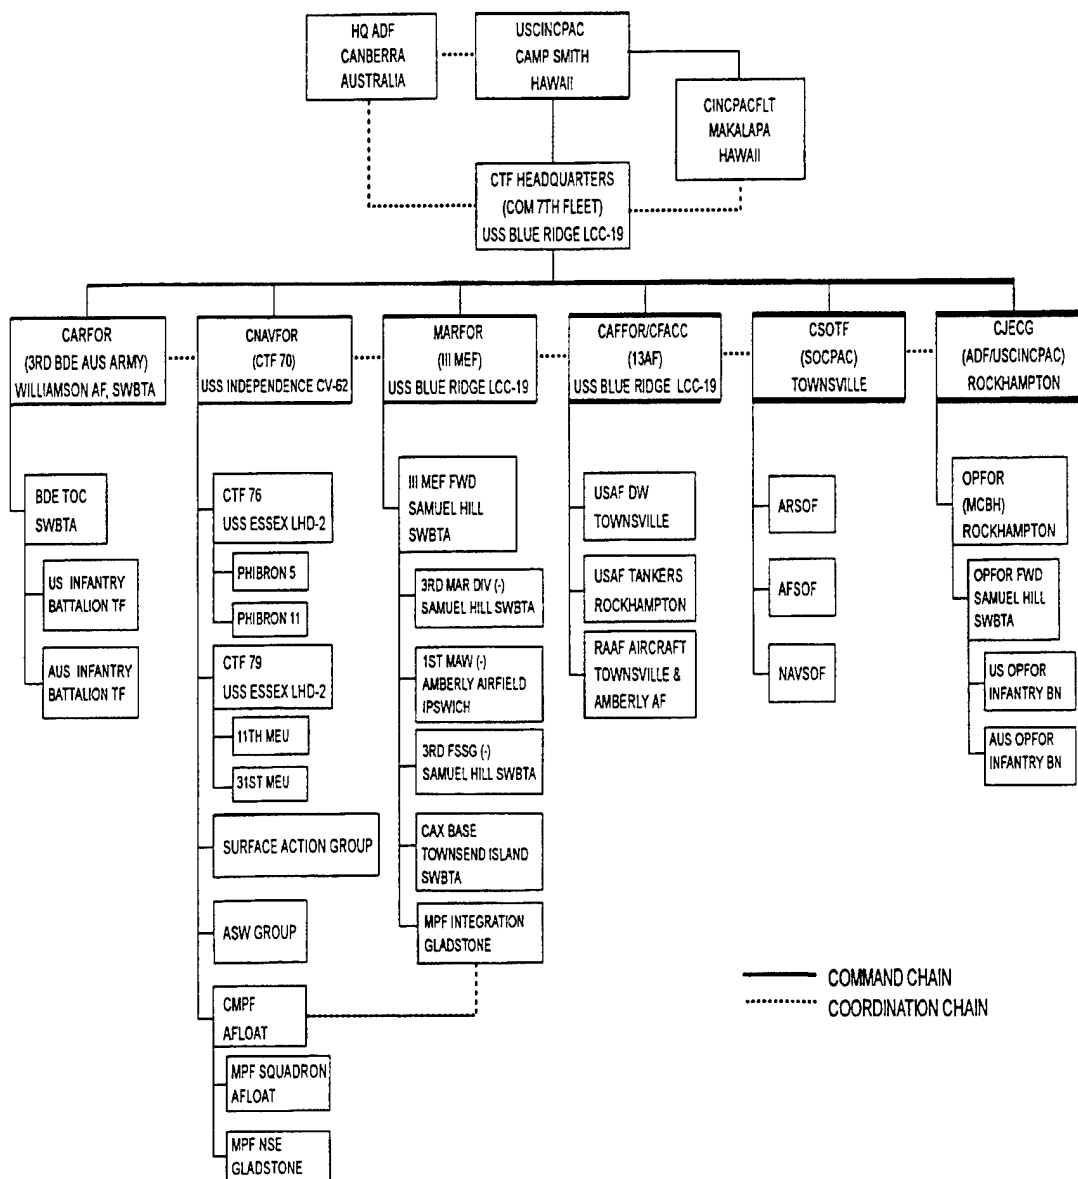 HQ ADF
CANBERRA
AUSTRALIA
USCINCPAC
CAMP SMITH
HAWAII
CINCPACFLT
MAKALAPA
HAWAII
CTF HEADQUARTERS
(COM 7TH FLEET)
USS BLUE RIDGE LCC-19
CARFOR
(3RD BDE AUS ARMY)
WILLIAMSON AF, SWBTA
CNAVFOR
(CTF 70)
USS INDEPENDENCE CV-62
MARFOR
(III MEF)
USS BLUE RIDGE LCC-19
CAFFOR/CFACC
(13AF)
USS BLUE RIDGE LCC-19
CSOTF
(SOCPAC)
TOWNSVILLE
CJECG
(ADF/USCINCPAC)
ROCKHAMPTON
BDE TOC
SWBTA
US INFANTRY
BATTALION TF
AUS INFANTRY
BATTALION TF
CTF 76
USS ESSEX LHD-2
PHIBRON 5
PHIBRON 11
CTF 79
USS ESSEX LHD-2
11TH MEU
31ST MEU
SURFACE ACTION GROUP
ASW GROUP
CMPF
AFLOAT
MPF SQUADRON
AFLOAT
MPF NSE
GLADSTONE
III MEF FWD
SAMUEL HILL
SWBTA
3RD MAR DIV (-)
SAMUEL HILL SWBTA
1ST MAW (-)
AMBERLY AIRFIELD
IPSWICH
3RD FSSG (-)
SAMUEL HILL SWBTA
CAX BASE
TOWNSEND ISLAND
SWBTA
MPF INTEGRATION
GLADSTONE
USAF DW
TOWNSVILLE
USAF TANKERS
ROCKHAMPTON
RAAF AIRCRAFT
TOWNSVILLE &
AMBERLY AF
ARSOF
AFSOF
NAVSOF
OPFOR
(MCBH)
ROCKHAMPTON
OPFOR FWD
SAMUEL HILL
SWBTA
US OPFOR
INFANTRY BN
AUS OPFOR
INFANTRY BN
COMMAND CHAIN
COORDINATION CHAIN